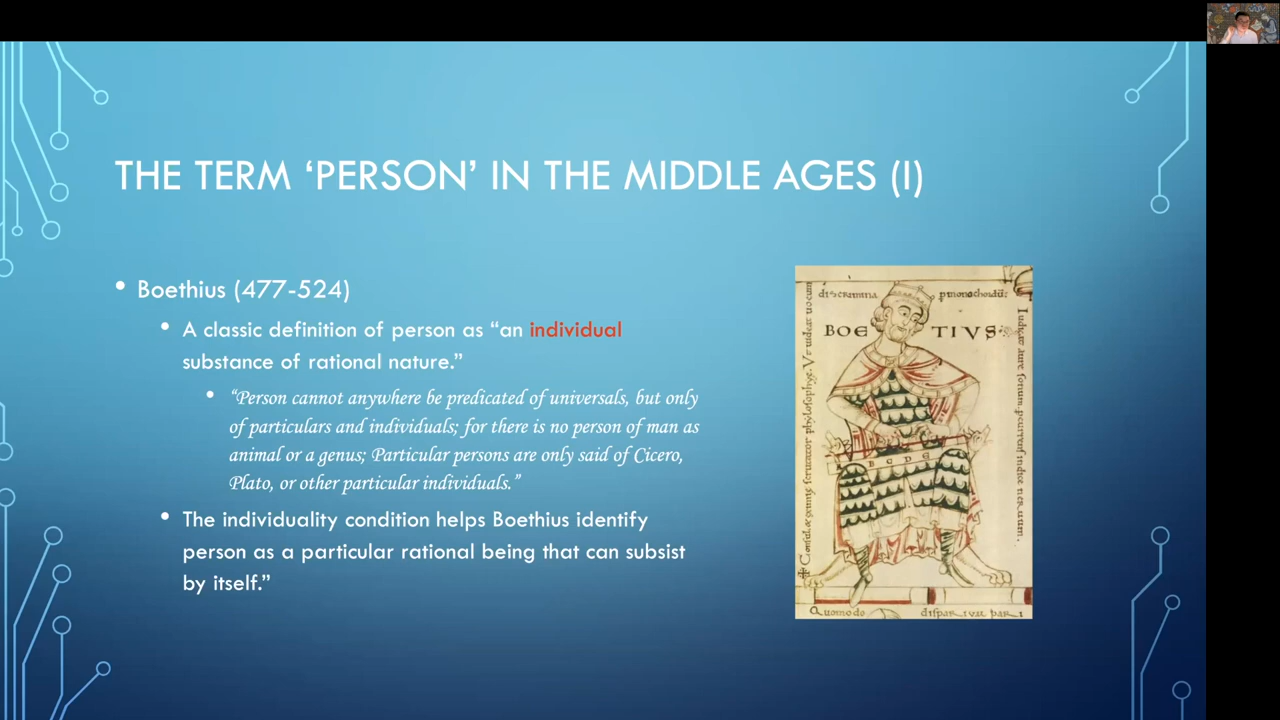 THE TERM ‘PERSON’ IN THE MIDDLE AGES (I)
• Boethius (477-524)
• A classic definition of person as “an individual
substance of rational nature.”
• “Person cannot anywhere be predicated of universals, but only
of particulars and individuals; for there is no person of man as
animal or a genus; Particular persons are only said of Cicero,
Plato, or other particular individuals.”
• The individuality condition helps Boethius identify
person as a particular rational being that can subsist
by itself.”
BOE TIVS
B C D E
Quomodo